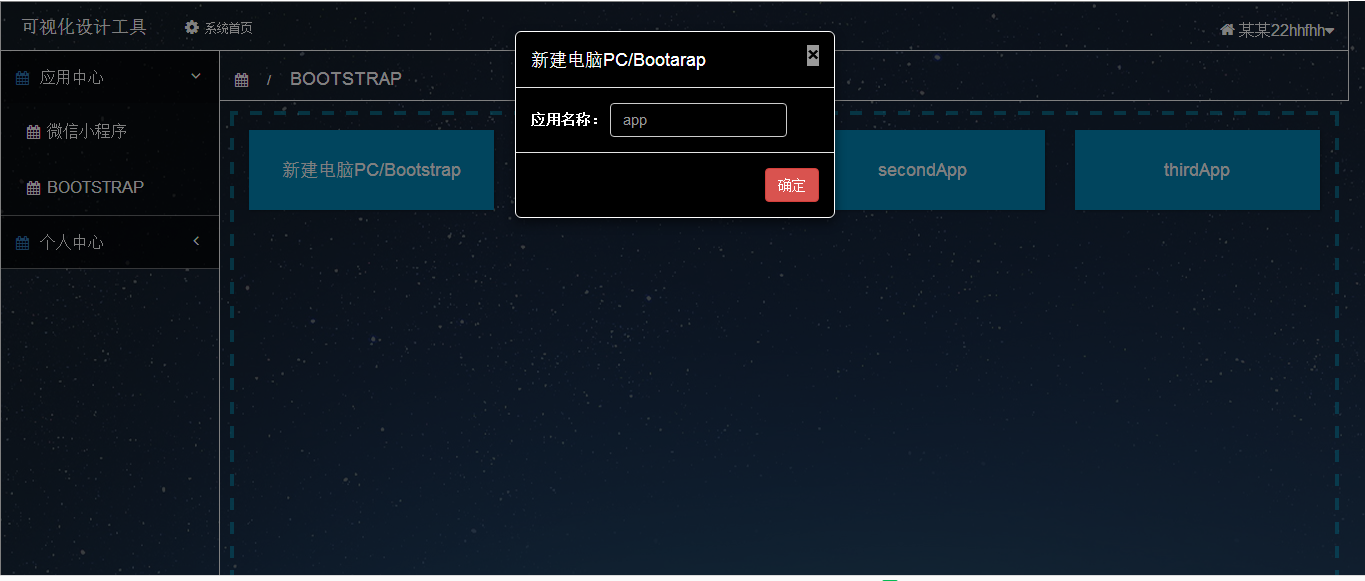 可视化设计工具
系统首页
某某22hhfhh
应用中心
微信小程序
BOOTSTRAP
个人中心
/ BOOTSTRAP
新建电脑PC/Bootstrap
secondApp
thirdApp
新建电脑PC/Bootarap
×
应用名称：
app
确定